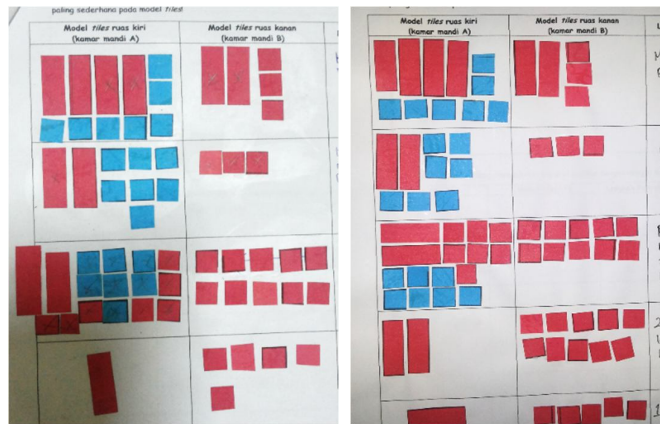 paling sederhana pada model tiles!
Model tiles ruas kiri
(kamar mandi A)
Model tiles ruas kanan
(kamar mandi B)
Model tiles ruas kiri
(kamar mandi A)
Model tiles ruas kanan
(kamar mandi B)